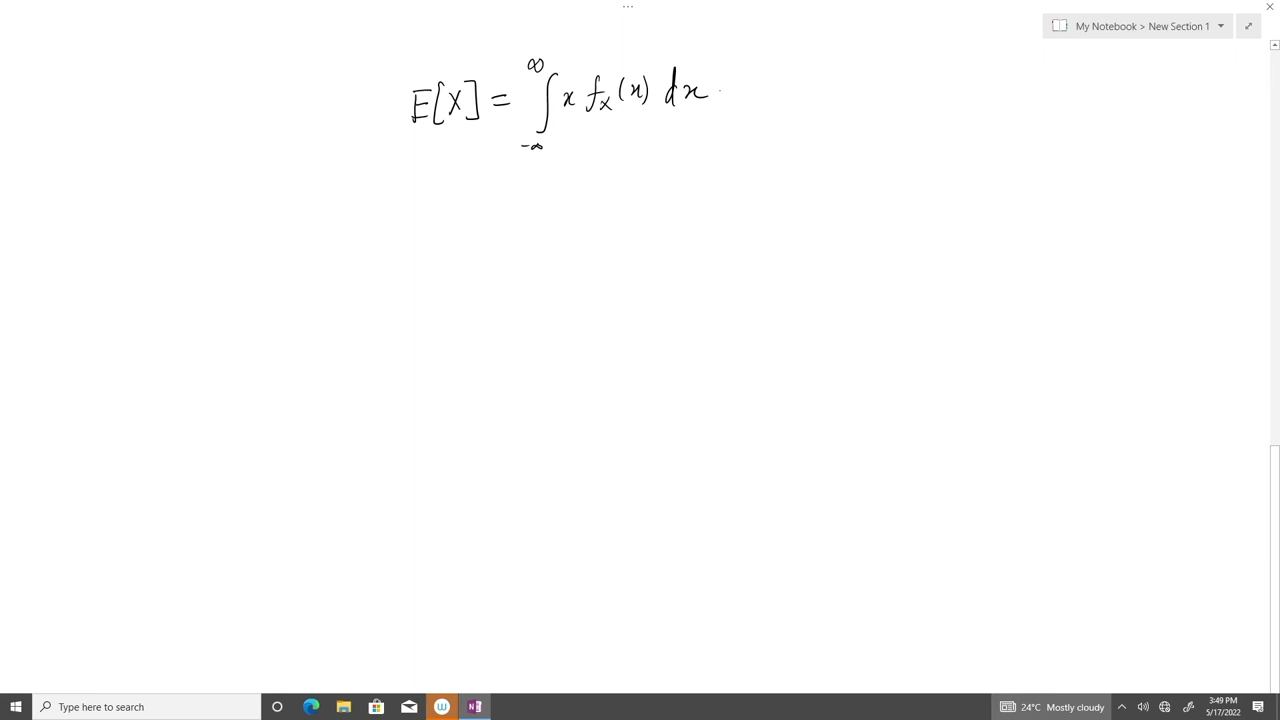 ...
My Notebook > New Section 1
E[X] = ∫_{-∞}^{∞} x f_X(x) dx
Type here to search
24°C Mostly cloudy
3:49 PM
5/17/2022